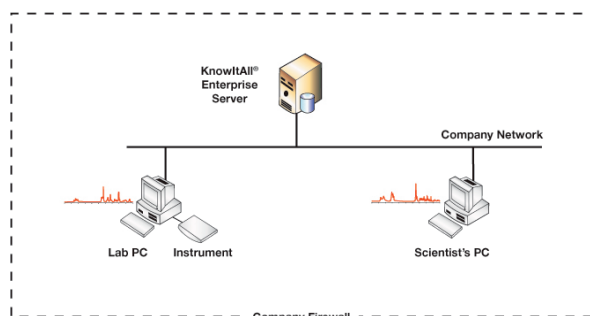 KnowItAll®
Enterprise
Server
Company Network
Lab PC
Instrument
Scientist's PC
Company Firewall